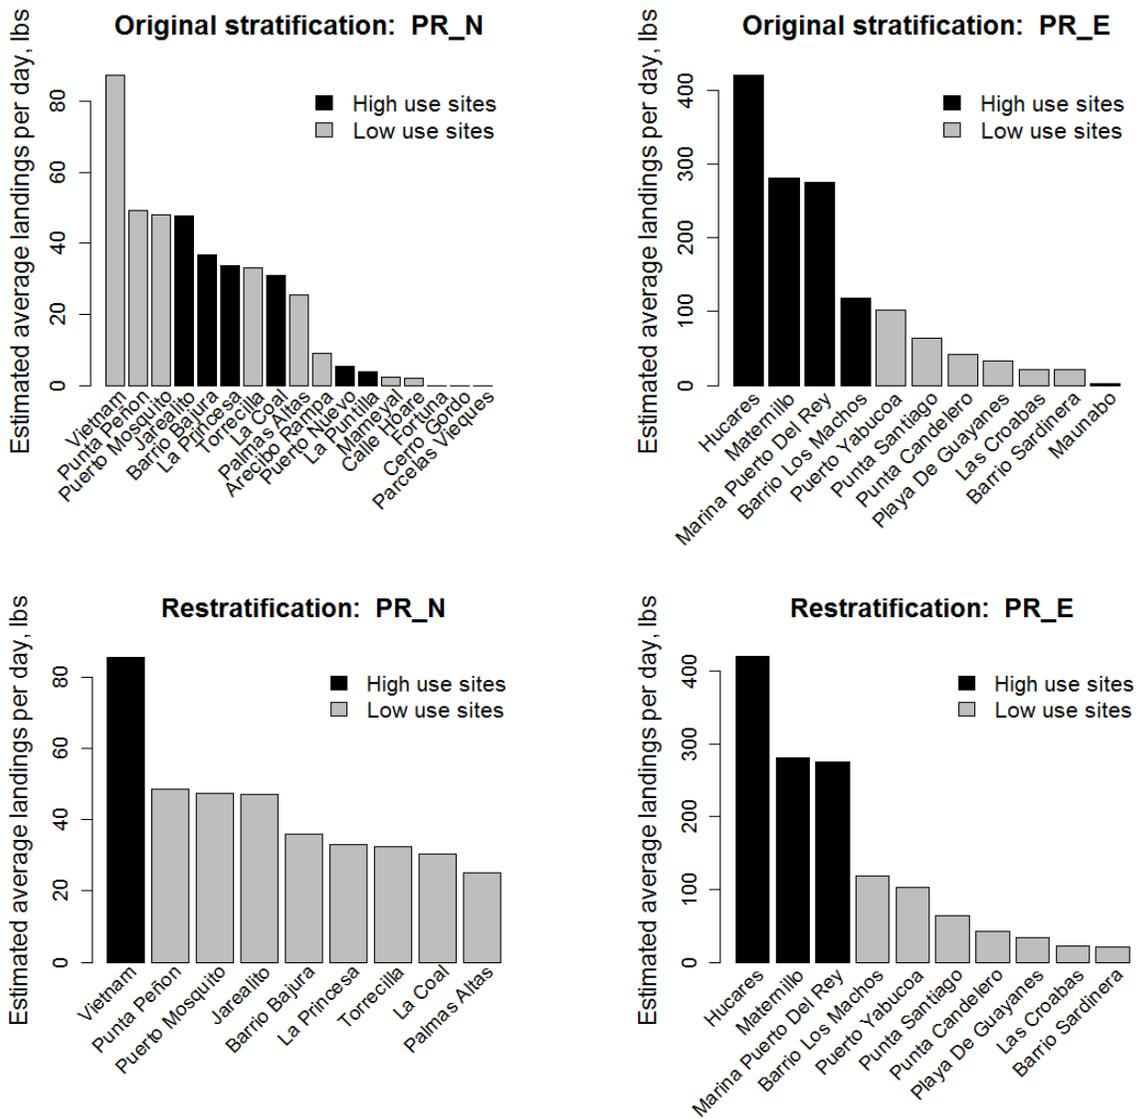 Original stratification: PR_N
Estimated average landings per day, lbs
0
20
40
60
80
High use sites
Low use sites
Vietnam
Punta Peñon
Puerto Mosquito
Jarealito
Barrio Bajura
La Princesa
Torrecilla
La Coal
Palmas Altas
Arecibo Rampa
Puerto Nuevo
La Puntilla
Mameyal
Calle Hoare
Fortuna
Cerro Gordo
Parcelas Vieques
Original stratification: PR_E
Estimated average landings per day, lbs
0
100
200
300
400
High use sites
Low use sites
Hucares
Maternillo
Marina Puerto Del Rey
Barrio Los Machos
Puerto Yabucoa
Punta Santiago
Punta Candelero
Playa De Guayanes
Las Croabas
Barrio Sardinera
Maunabo
Restratification: PR_N
Estimated average landings per day, lbs
0
20
40
60
80
High use sites
Low use sites
Vietnam
Punta Peñon
Puerto Mosquito
Jarealito
Barrio Bajura
La Princesa
Torrecilla
La Coal
Palmas Altas
Restratification: PR_E
Estimated average landings per day, lbs
0
100
200
300
400
High use sites
Low use sites
Hucares
Maternillo
Marina Puerto Del Rey
Barrio Los Machos
Puerto Yabucoa
Punta Santiago
Punta Candelero
Playa De Guayanes
Las Croabas
Barrio Sardinera